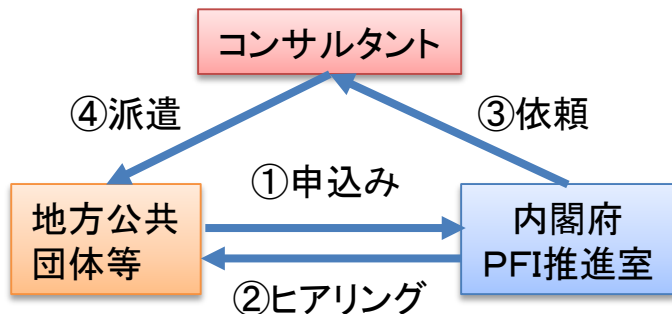 コンサルタント
④派遣
③依頼
①申込み
地方公共
団体等
内閣府
PFI推進室
②ヒアリング